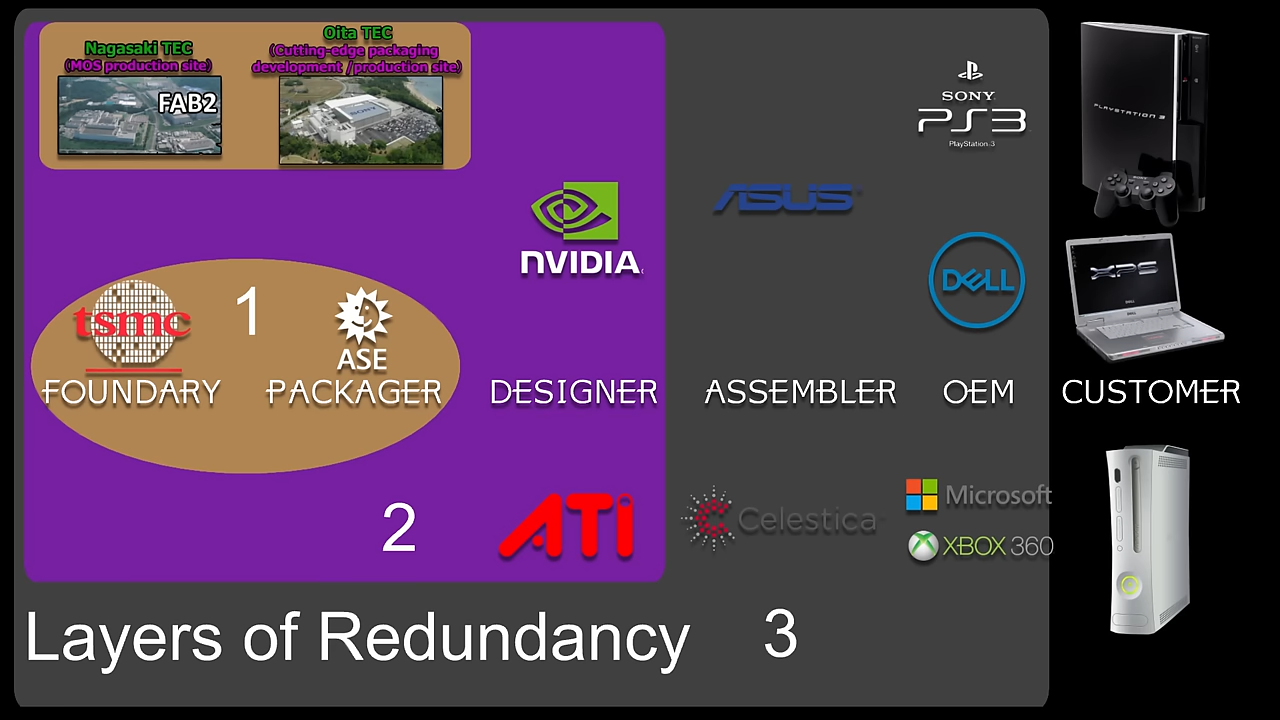 Nagasaki TEC
(MOS production site)
FAB2
Oita TEC
(Cutting-edge packaging
development /production site)
SONY
SONY
PS3
PlayStation 3
PLAYSTATION 3
ASUS
NVIDIA
DELL
XPS
tsmc
1
ASE
FOUNDARY
PACKAGER
DESIGNER
ASSEMBLER
OEM
CUSTOMER
2
ATI
Celestica
Microsoft
XBOX 360
Layers of Redundancy
3